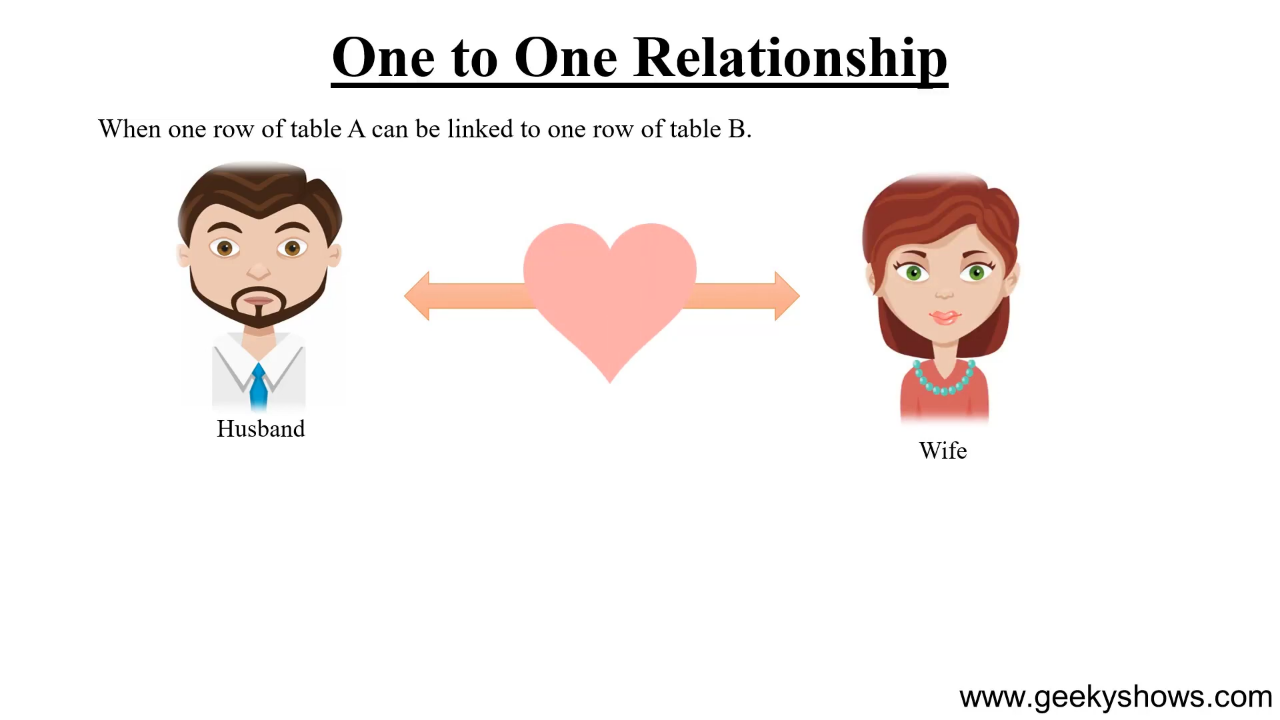 One to One Relationship
When one row of table A can be linked to one row of table B.
Husband
Wife
www.geekyshows.com